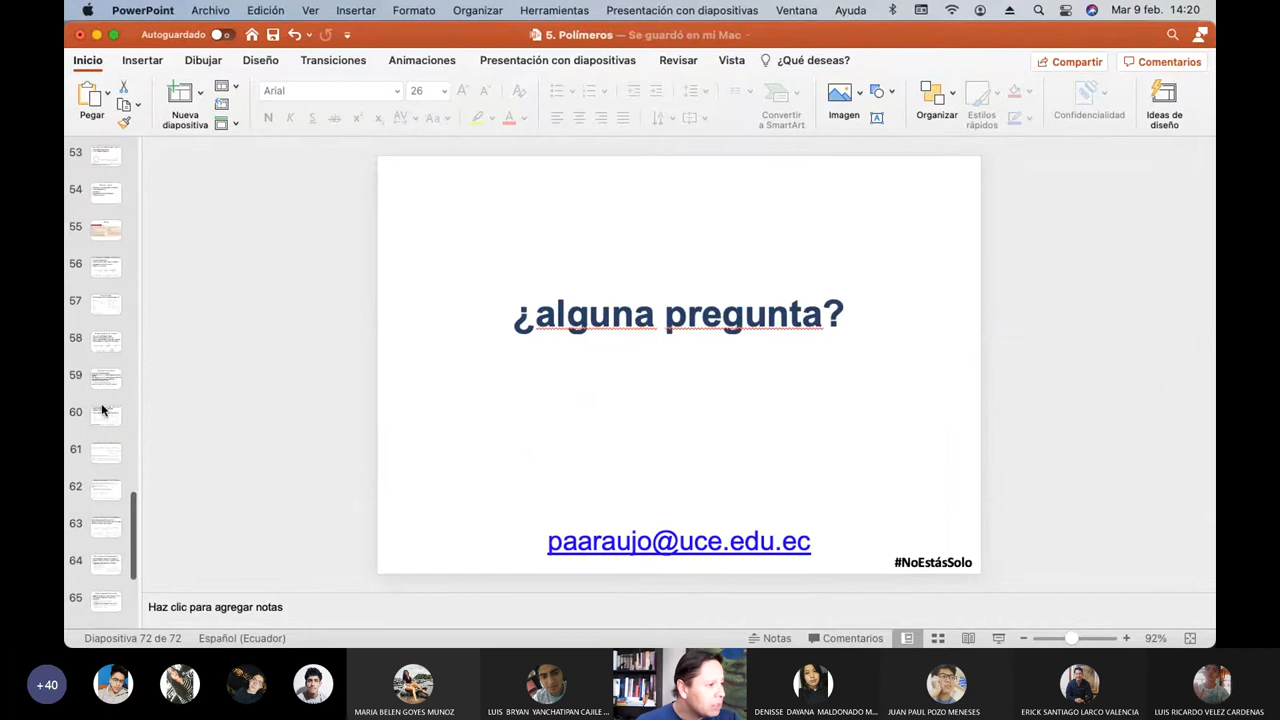 PowerPoint Archivo Edición Ver Insertar Formato Organizar Herramientas Presentación con diapositivas Ventana Ayuda Mar 9 feb. 14:20
Autoguardado 5. Polímeros — Se guardó en mi Mac
Inicio Insertar Dibujar Diseño Transiciones Animaciones Presentación con diapositivas Revisar Vista ¿Qué deseas? Compartir Comentarios
Pegar
Nueva diapositiva
Arial 26
Convertir a SmartArt
Imagen
Organizar
Estilos rápidos
Confidencialidad
Ideas de diseño
53
54
55
56
57
58
59
60
61
62
63
64
65
¿alguna pregunta?
paaraujo@uce.edu.ec
#NoEstásSolo
Haz clic para agregar notas
Diapositiva 72 de 72 Español (Ecuador) Notas Comentarios 92%
+40
MARIA BELEN GOYES MUNOZ
LUIS BRYAN YANCHATIPAN CAJILE ...
DENISSE DAYANA MALDONADO M...
JUAN PAUL POZO MENESES
ERICK SANTIAGO LARCO VALENCIA
LUIS RICARDO VELEZ CARDENAS